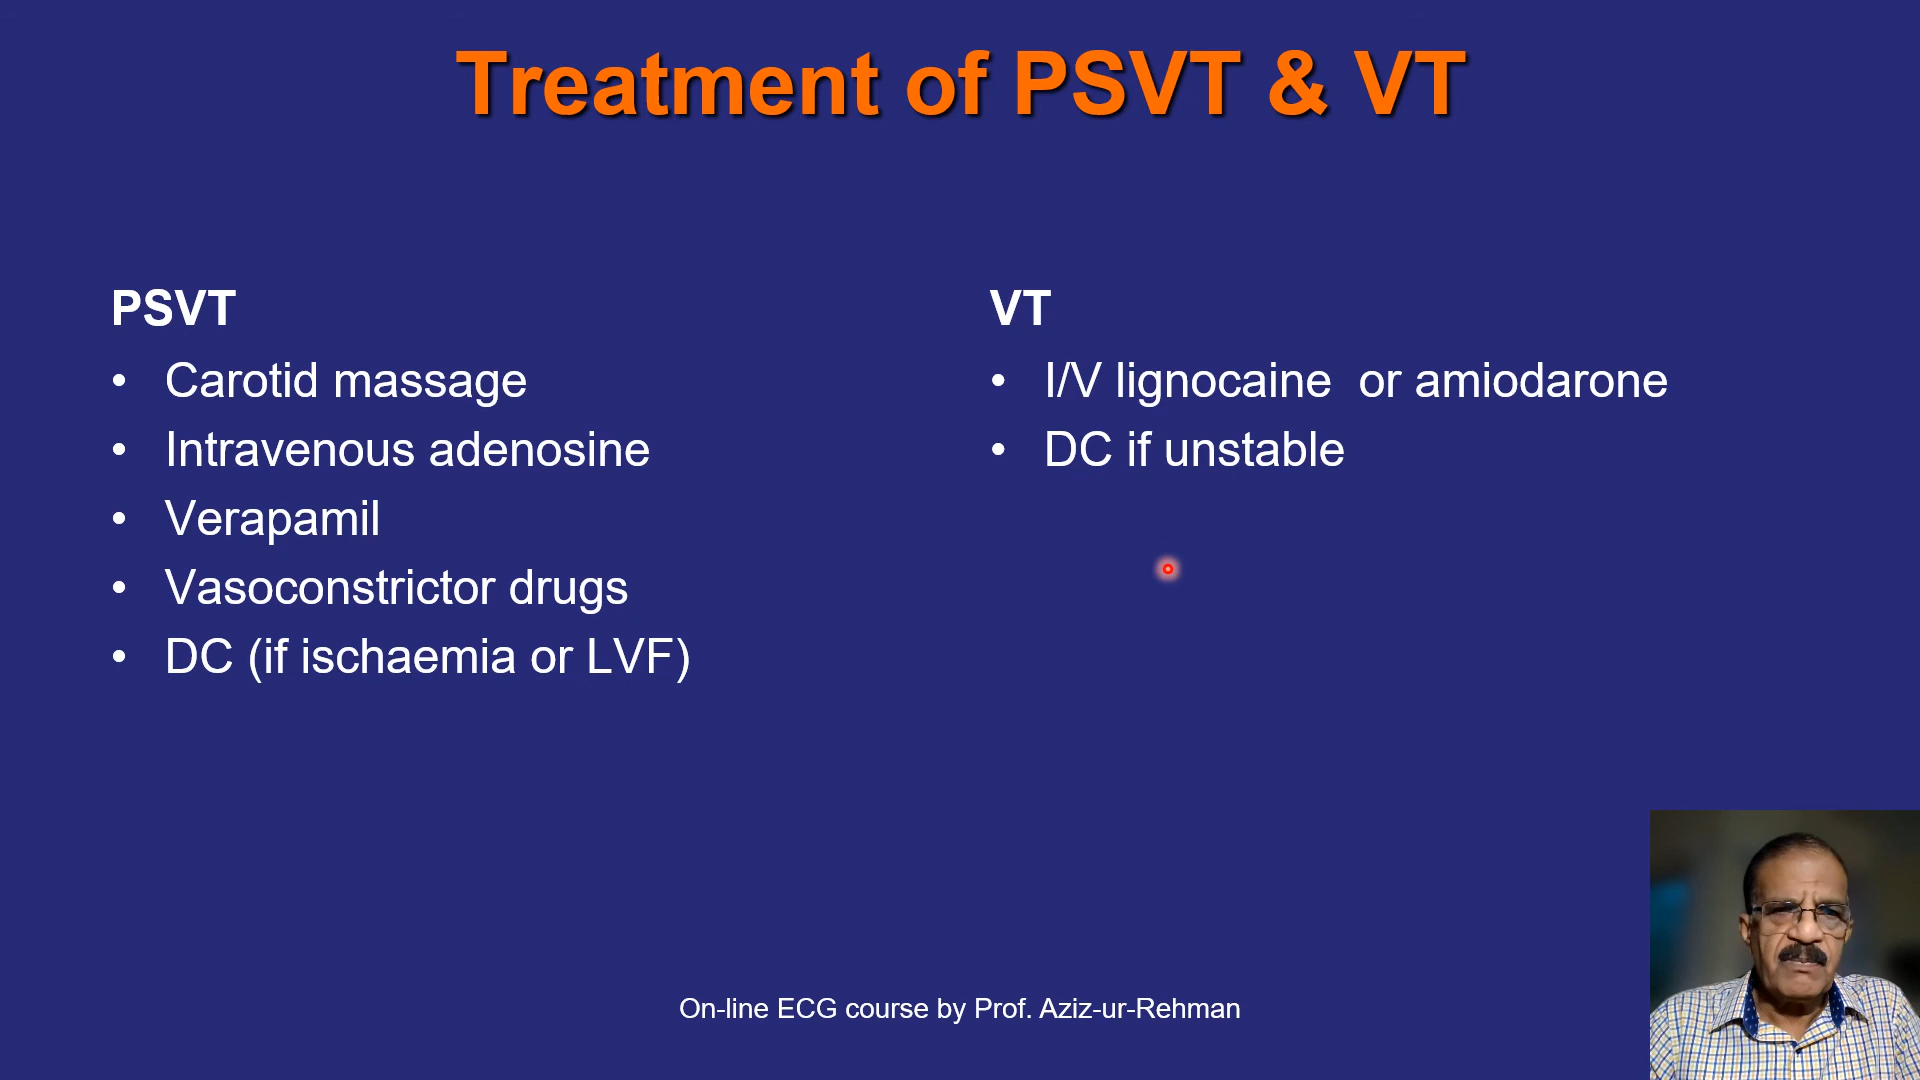 Treatment of PSVT & VT
PSVT
• Carotid massage
• Intravenous adenosine
• Verapamil
• Vasoconstrictor drugs
• DC (if ischaemia or LVF)
VT
• I/V lignocaine  or amiodarone
• DC if unstable
On-line ECG course by Prof. Aziz-ur-Rehman